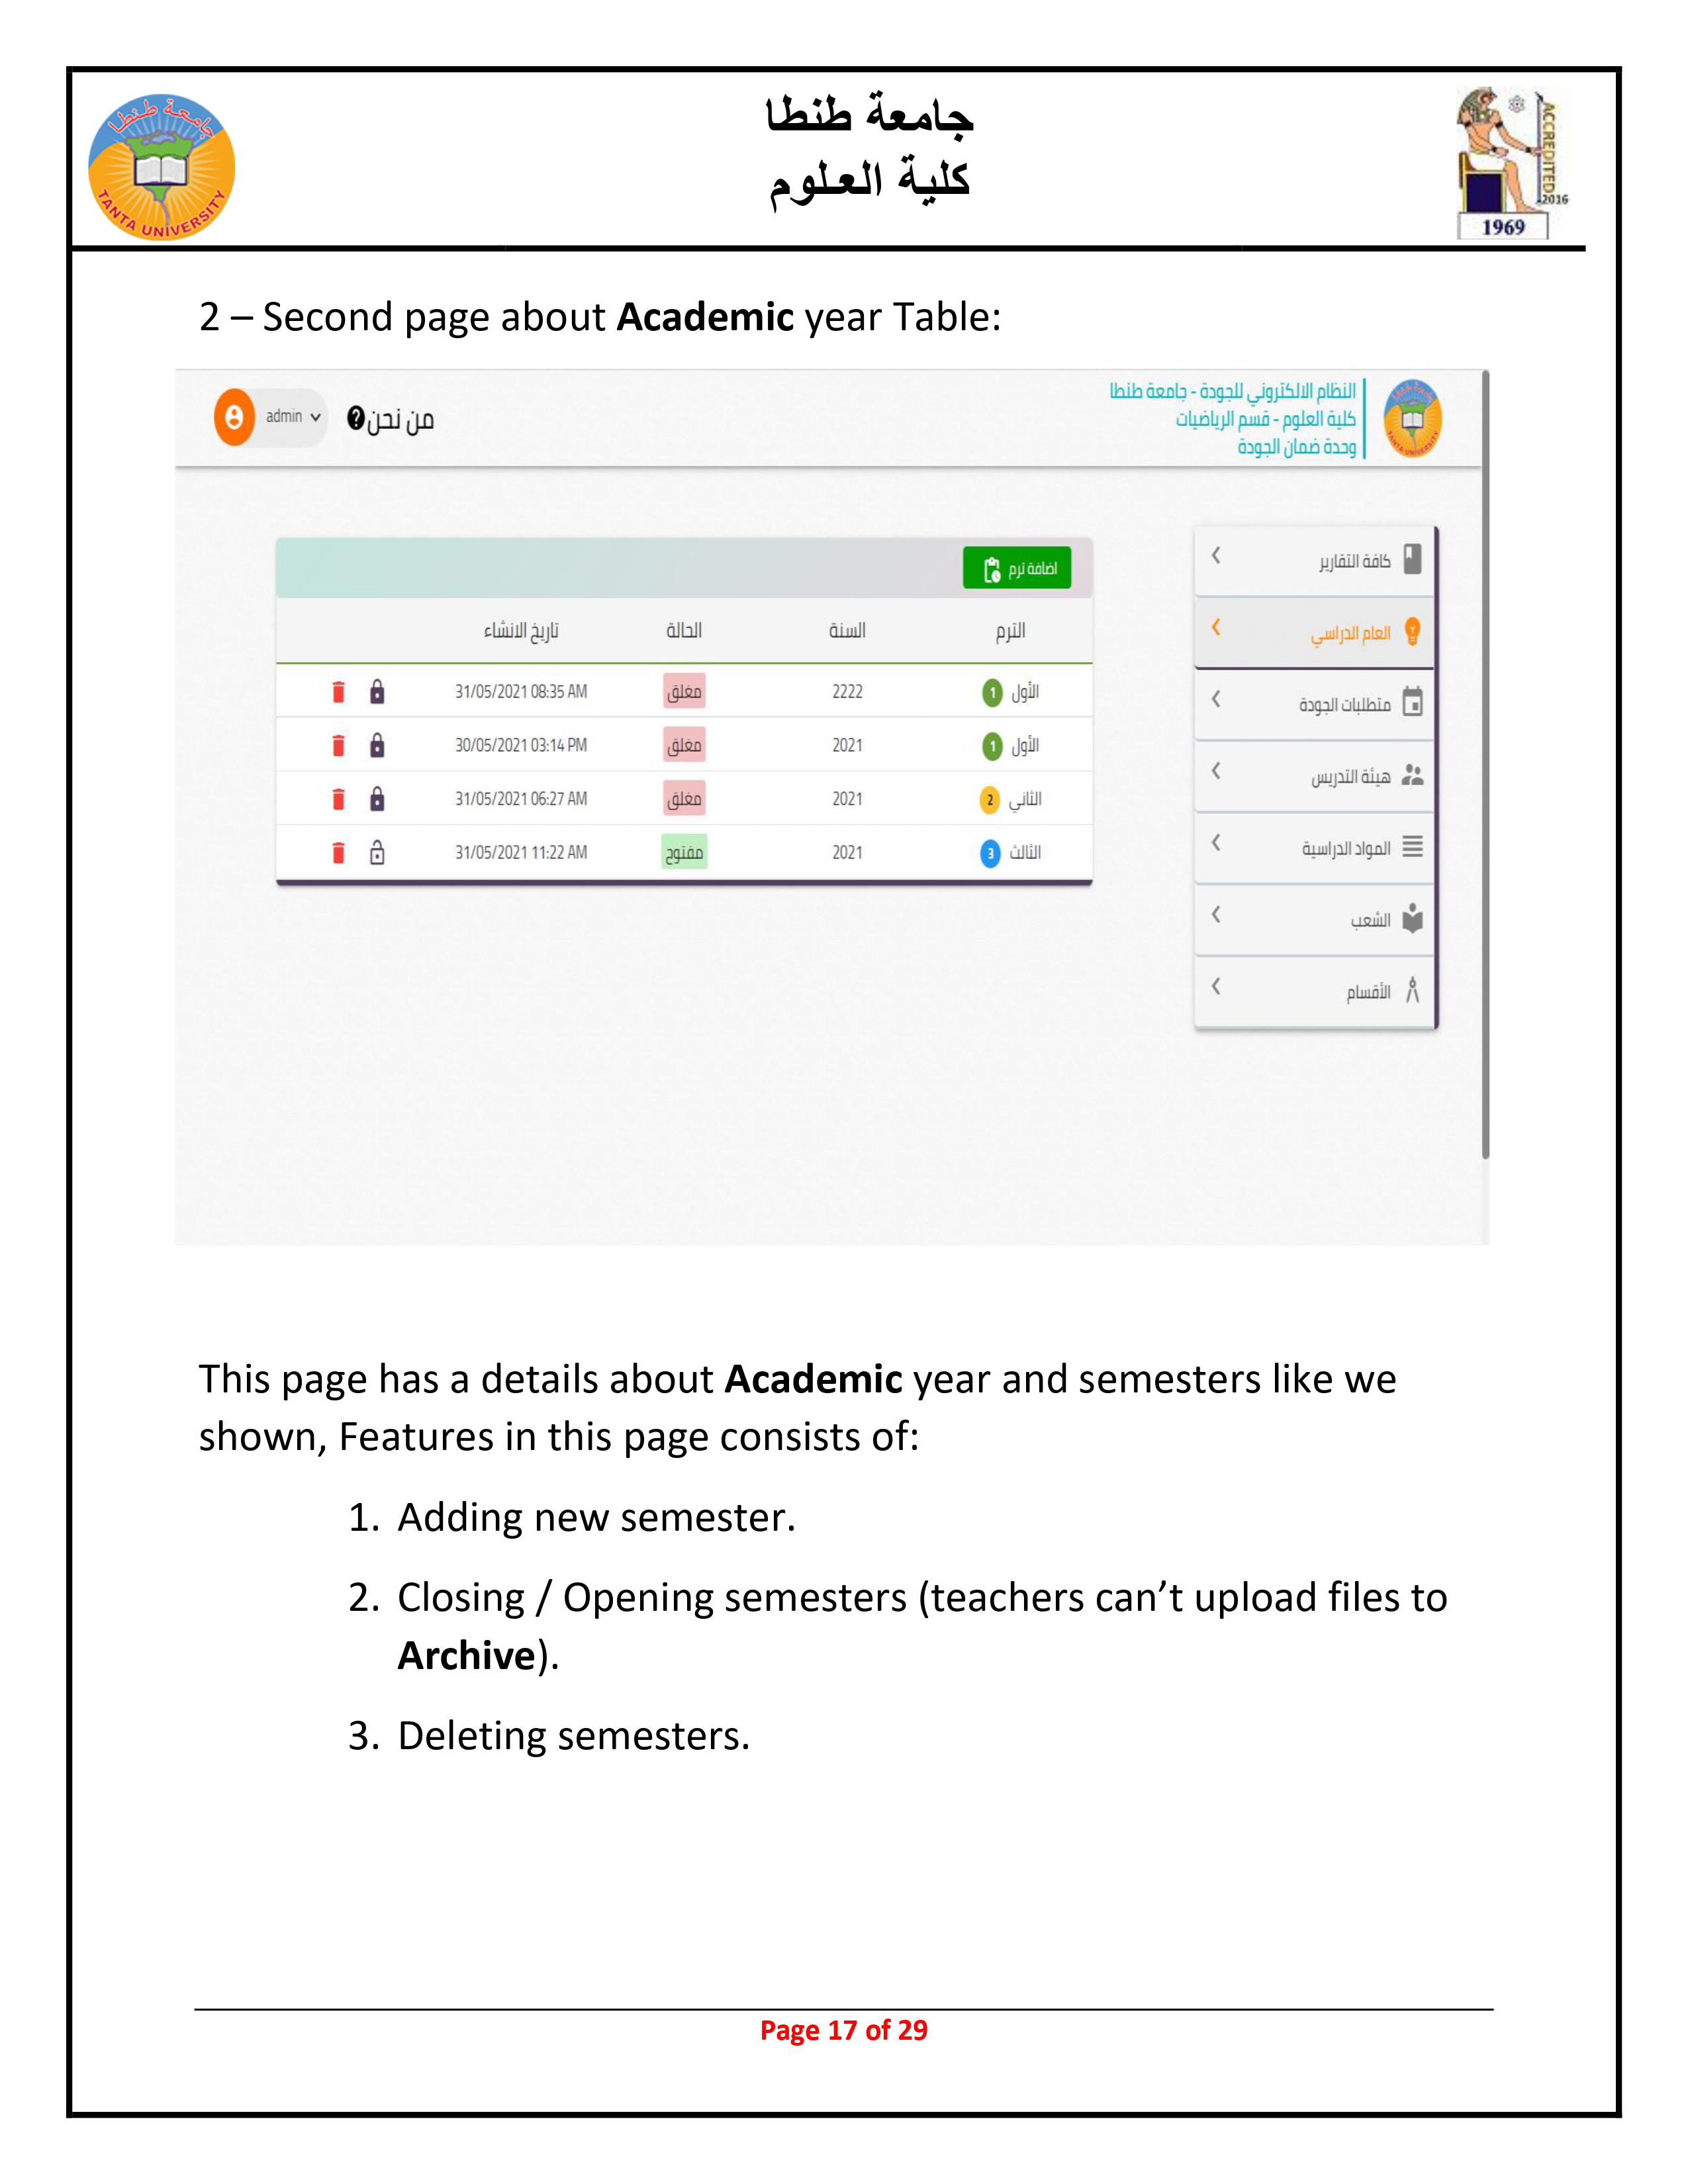 جامعة طنطا
TANTA UNIVERSITY
جامعة طنطا
كلية العلوم
ACCREDITED
2016
1969
2 – Second page about Academic year Table:
النظام الالكتروني للجودة - جامعة طنطا
كلية العلوم - قسم الرياضيات
وحدة ضمان الجودة
من نحن
admin
كافة التقارير
العام الدراسي
متطلبات الجودة
هيئة التدريس
المواد الدراسية
الشعب
الأقسام
اضافة ترم
الترم السنة الحالة تاريخ الانشاء
الأول 1 2222 مغلق 31/05/2021 08:35 AM
الأول 1 2021 مغلق 30/05/2021 03:14 PM
الثاني 2 2021 مغلق 31/05/2021 06:27 AM
الثالث 3 2021 مفتوح 31/05/2021 11:22 AM
This page has a details about Academic year and semesters like we
shown, Features in this page consists of:
1. Adding new semester.
2. Closing / Opening semesters (teachers can’t upload files to
Archive).
3. Deleting semesters.
Page 17 of 29